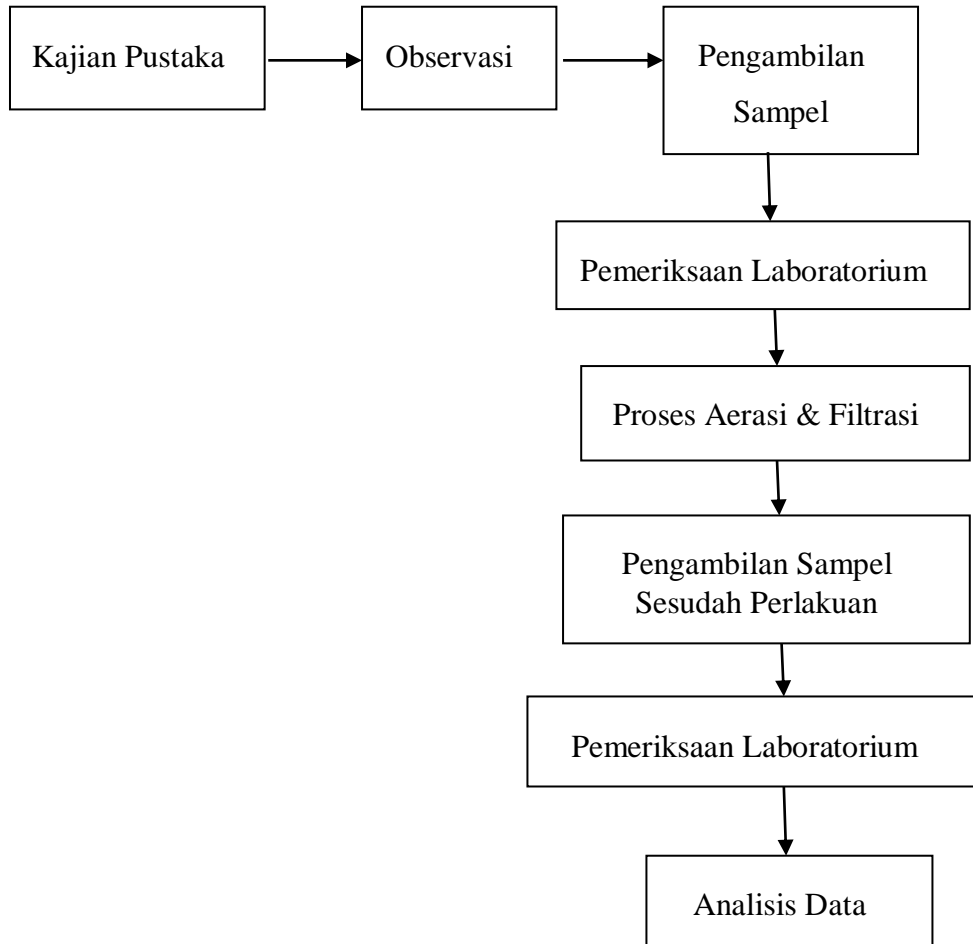 Kajian Pustaka
Observasi
Pengambilan
Sampel
Pemeriksaan Laboratorium
Proses Aerasi & Filtrasi
Pengambilan Sampel
Sesudah Perlakuan
Pemeriksaan Laboratorium
Analisis Data